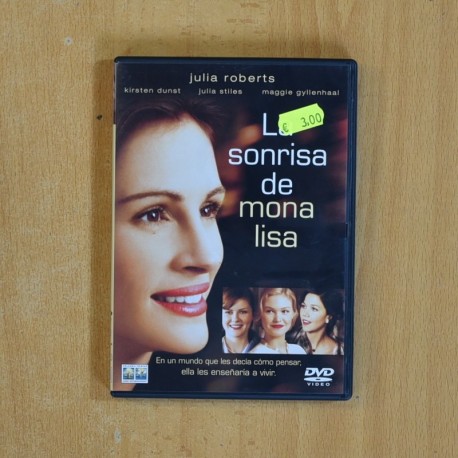 julia roberts
kirsten dunst julia stiles maggie gyllenhaal
La
€ 3,00
sonrisa
de
mona
lisa
En un mundo que les decía cómo pensar,
ella les enseñaría a vivir.
DVD
VIDEO